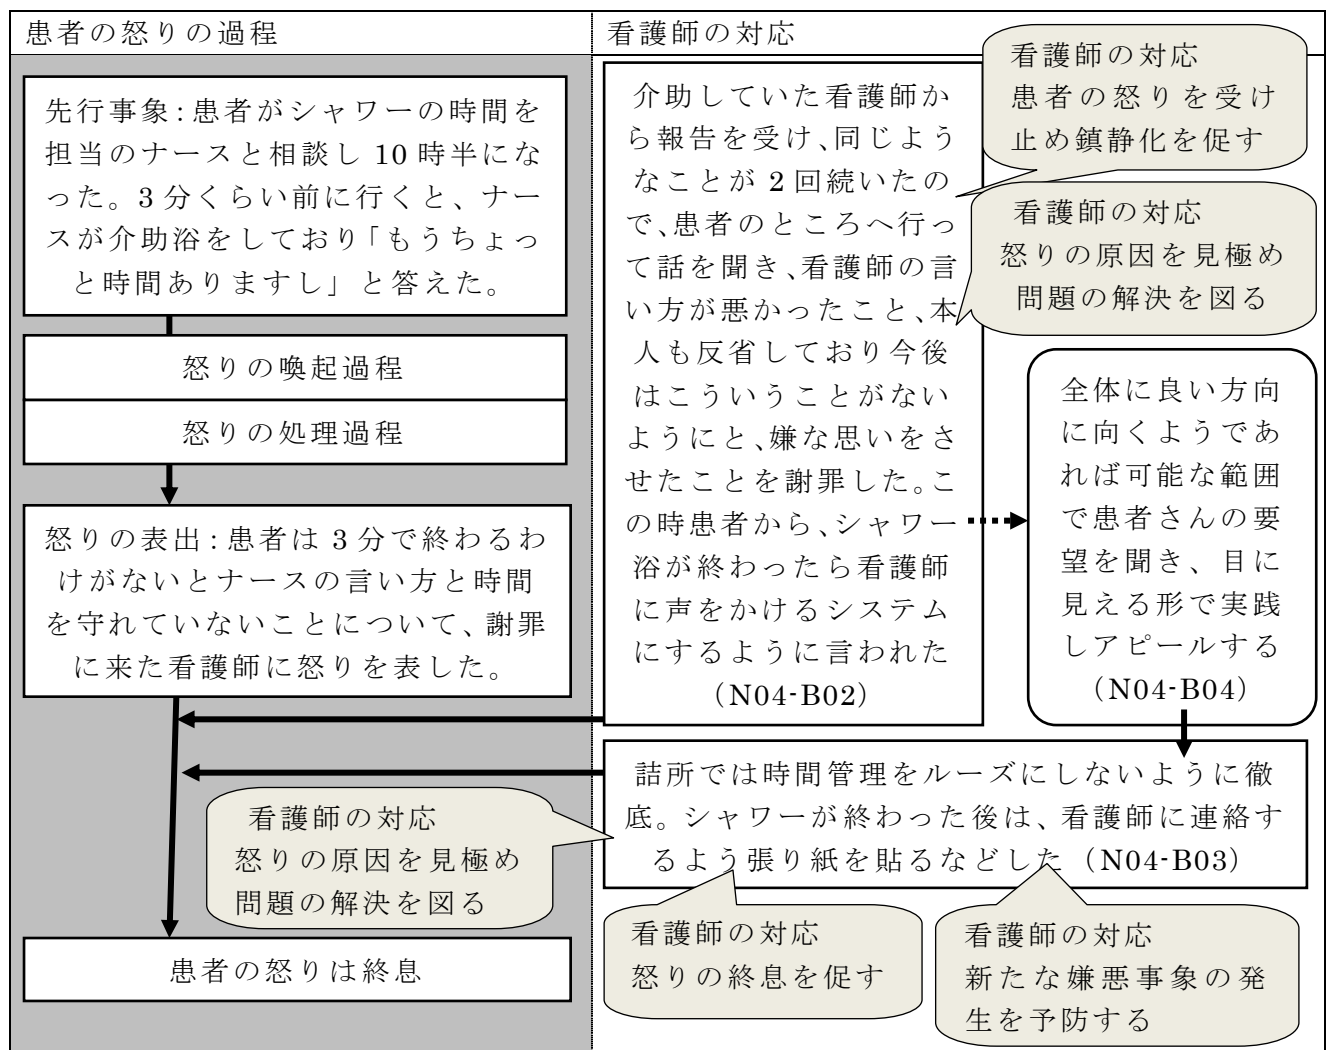 患者の怒りの過程
看護師の対応
先行事象:患者がシャワーの時間を
担当のナースと相談し 10 時半にな
った。3 分くらい前に行くと、ナー
スが介助浴をしており「もうちょっ
と時間ありますし」と答えた。
怒りの喚起過程
怒りの処理過程
怒りの表出:患者は 3 分で終わるわ
けがないとナースの言い方と時間
を守れていないことについて、謝罪
に来た看護師に怒りを表した。
患者の怒りは終息
介助していた看護師か
ら報告を受け、同じよう
なことが 2 回続いたの
で、患者のところへ行っ
て話を聞き、看護師の言
い方が悪かったこと、本
人も反省しており今後
はこういうことがない
ようにと、嫌な思いをさ
せたことを謝罪した。こ
の時患者から、シャワー
浴が終わったら看護師
に声をかけるシステム
にするように言われた
(N04-B02)
看護師の対応
患者の怒りを受け
止め鎮静化を促す
看護師の対応
怒りの原因を見極め
問題の解決を図る
全体に良い方向
に向くようであ
れば可能な範囲
で患者さんの要
望を聞き、目に
見える形で実践
しアピールする
(N04-B04)
詰所では時間管理をルーズにしないように徹
底。シャワーが終わった後は、看護師に連絡す
るよう張り紙を貼るなどした(N04-B03)
看護師の対応
怒りの原因を見極め
問題の解決を図る
看護師の対応
怒りの終息を促す
看護師の対応
新たな嫌悪事象の発
生を予防する